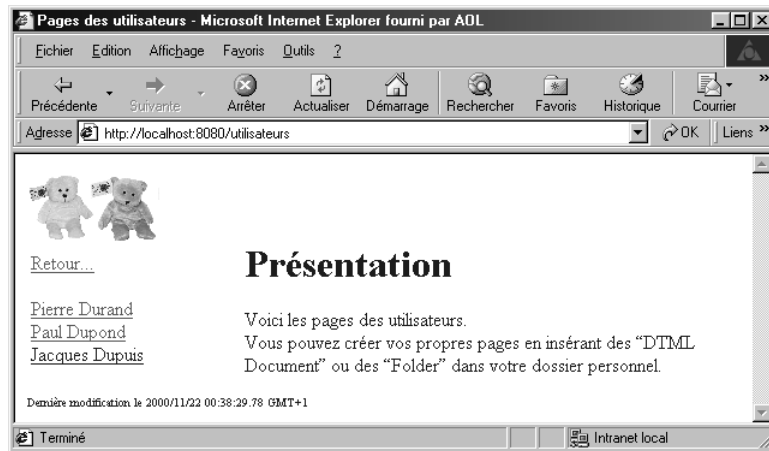 Pages des utilisateurs - Microsoft Internet Explorer fourni par AOL
Fichier Edition Affichage Favoris Outils ?
Précédente Suivante Arrêter Actualiser Démarrage Rechercher Favoris Historique Courrier »
Adresse http://localhost:8080/utilisateurs OK Liens »
Retour...
Présentation
Pierre Durand
Paul Dupond
Jacques Dupuis
Voici les pages des utilisateurs.
Vous pouvez créer vos propres pages en insérant des “DTML
Document” ou des “Folder” dans votre dossier personnel.
Dernière modification le 2000/11/22 00:38:29.78 GMT+1
Terminé Intranet local